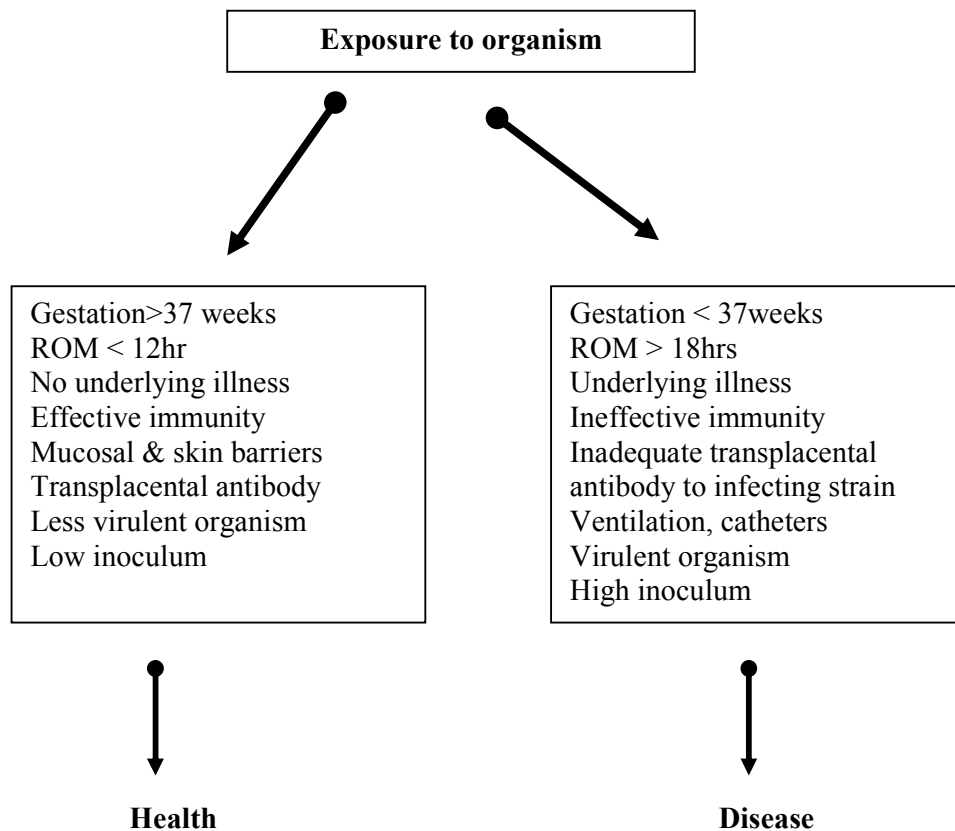 Exposure to organism
Gestation>37 weeks
ROM < 12hr
No underlying illness
Effective immunity
Mucosal & skin barriers
Transplacental antibody
Less virulent organism
Low inoculum
Gestation < 37weeks
ROM > 18hrs
Underlying illness
Ineffective immunity
Inadequate transplacental
antibody to infecting strain
Ventilation, catheters
Virulent organism
High inoculum
Health
Disease